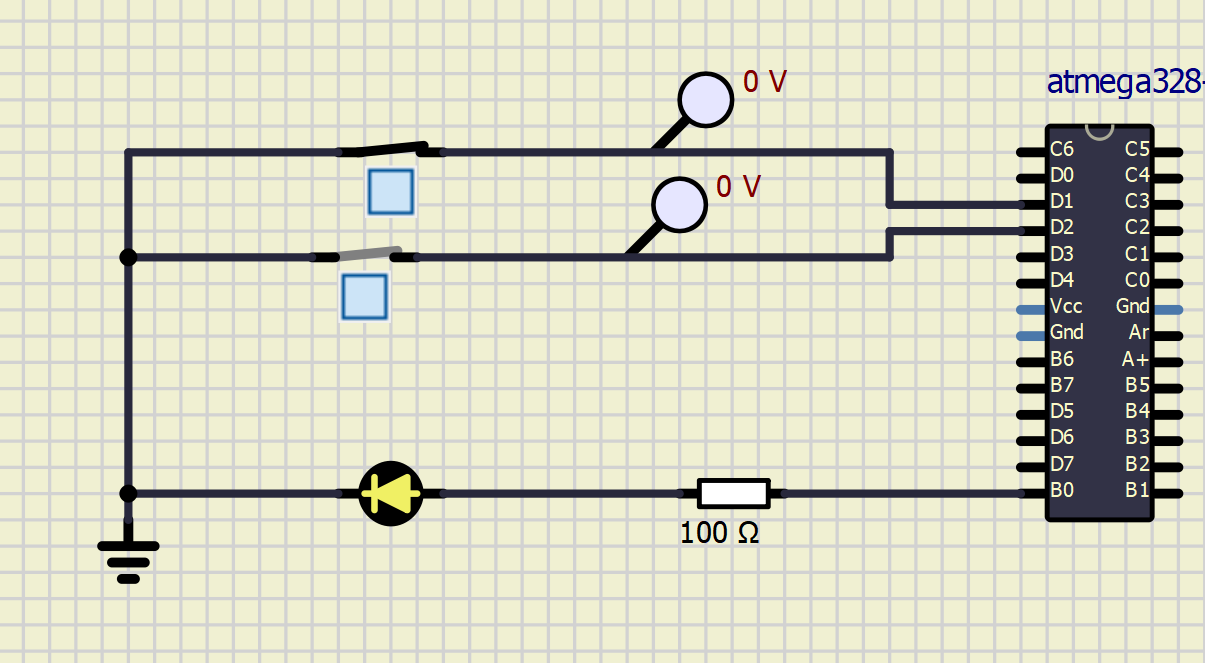 0 V
atmega328-
0 V
C6 C5
D0 C4
D1 C3
D2 C2
D3 C1
D4 C0
Vcc Gnd
Gnd Ar
B6 A+
B7 B5
D5 B4
D6 B3
D7 B2
B0 B1
100 Ω